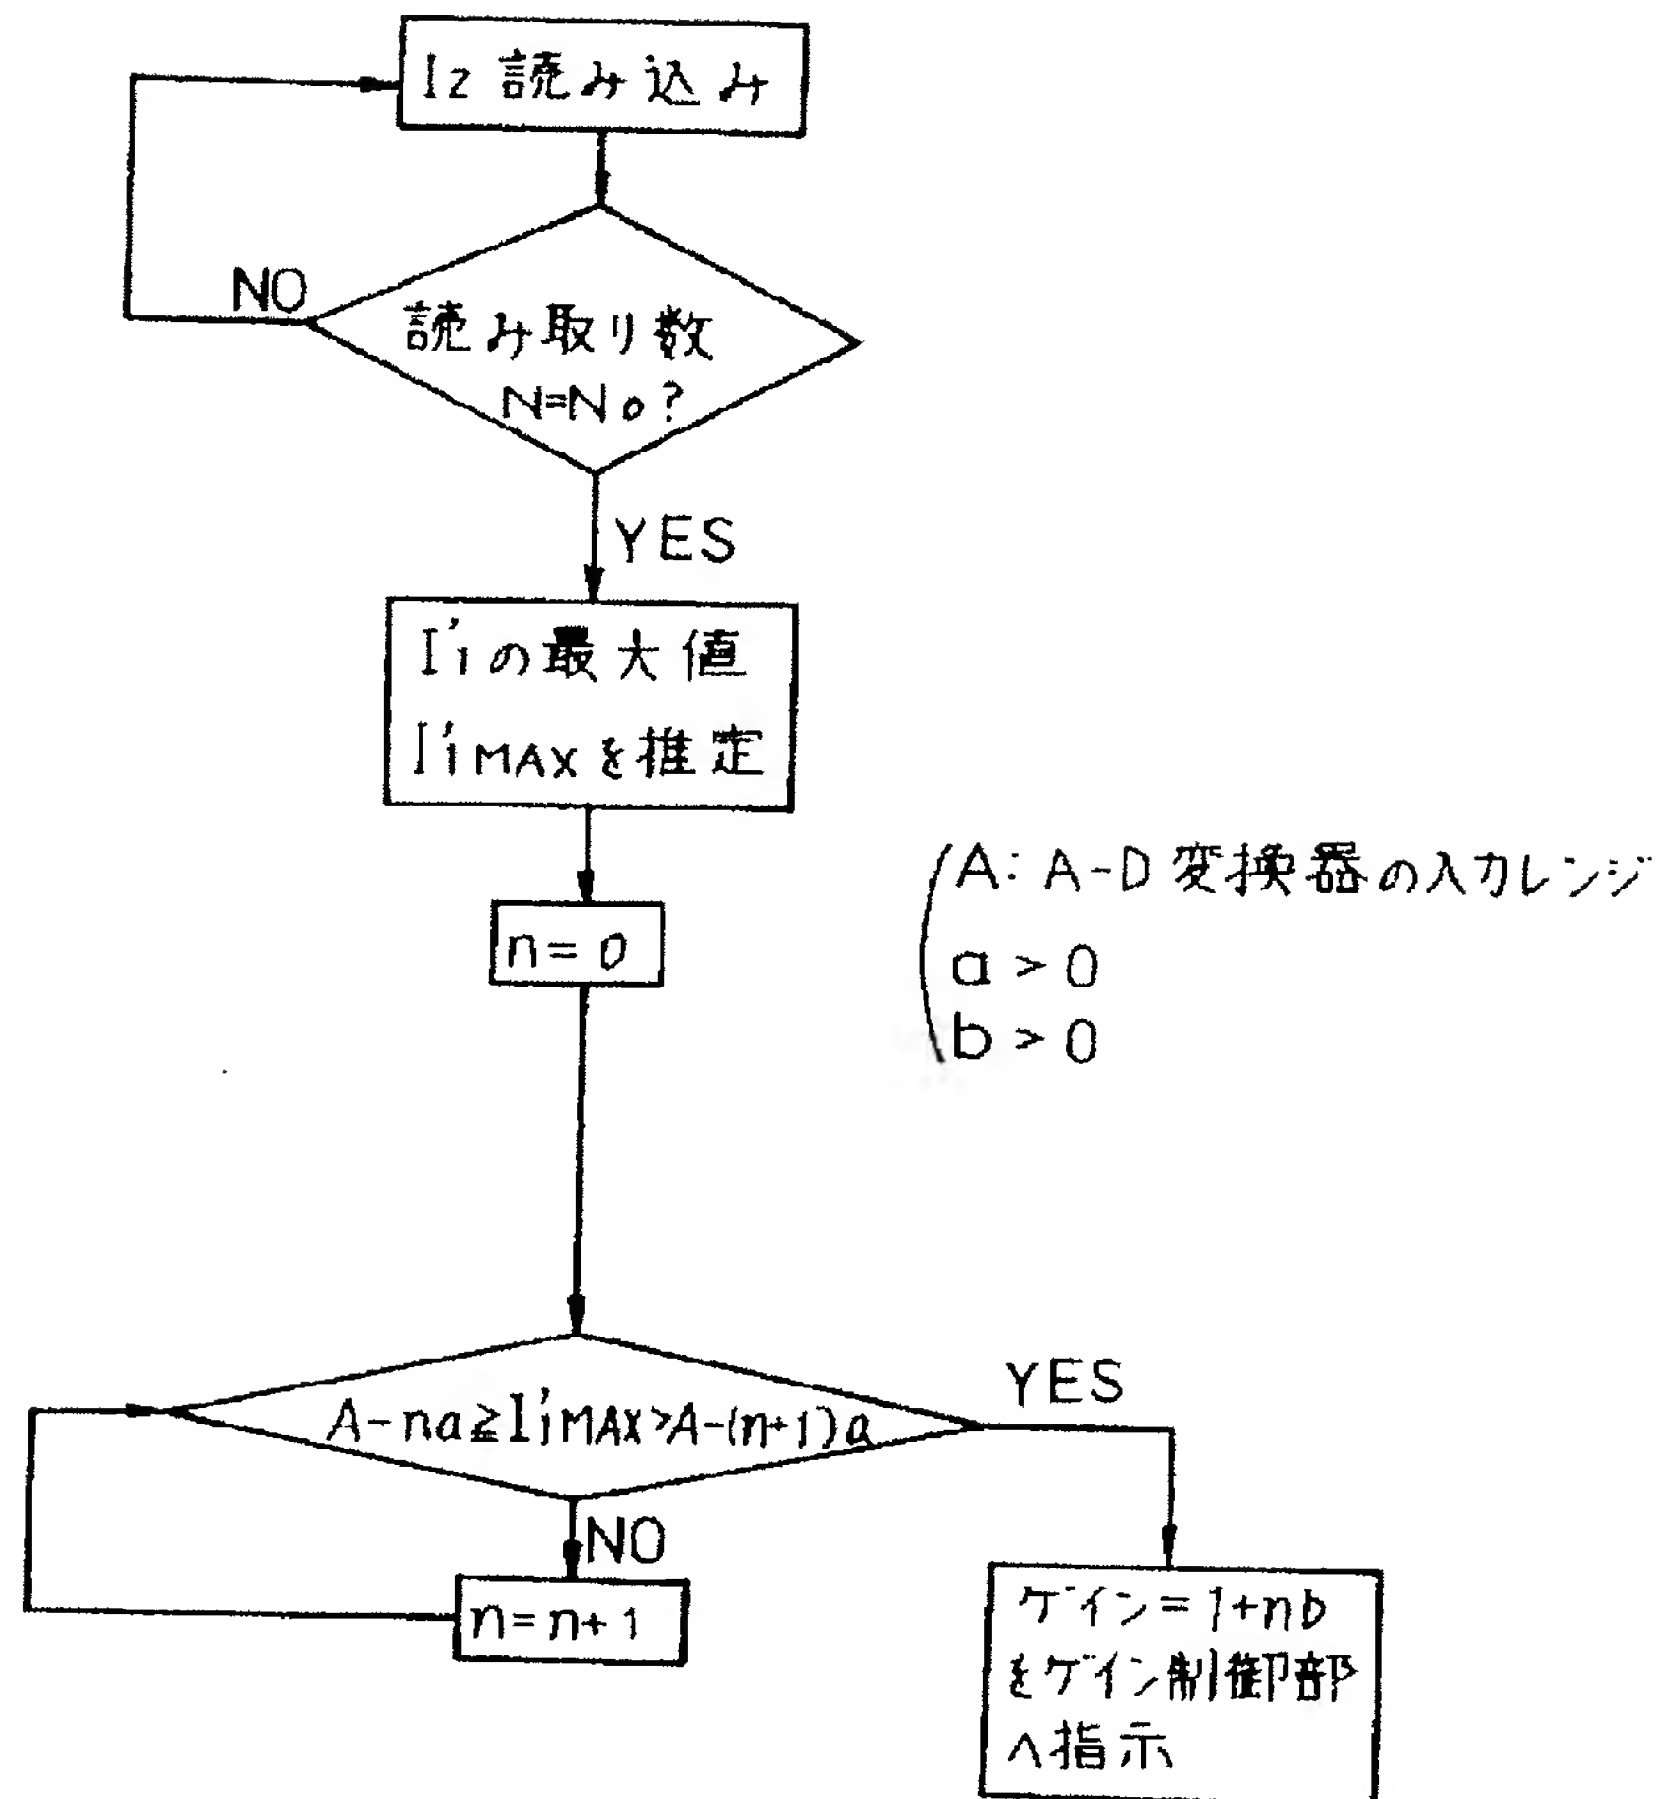 Iz 読み込み
NO
読み取り数
N=No?
YES
I'iの最大値
I'iMAXを推定
n=0
A: A-D変換器の入力レンジ
a > 0
b > 0
A-na≧I'iMAX>A-(n+1)a
YES
NO
n=n+1
ゲイン=1+nb
をゲイン制御部
へ指示